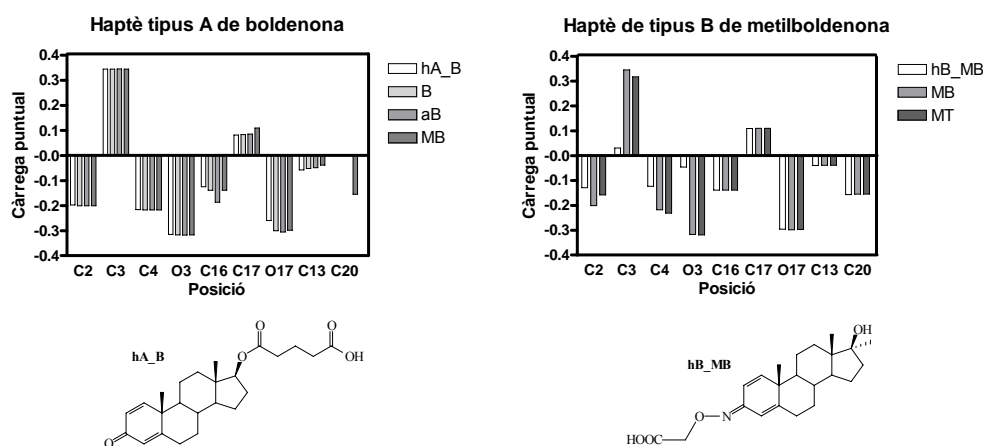 Haptè tipus A de boldenona
Càrrega puntual
0.4
0.3
0.2
0.1
-0.0
-0.1
-0.2
-0.3
-0.4
C2 C3 C4 O3 C16 C17 O17 C13 C20
Posició
hA_B
B
aB
MB
Haptè de tipus B de metilboldenona
Càrrega puntual
0.4
0.3
0.2
0.1
-0.0
-0.1
-0.2
-0.3
-0.4
C2 C3 C4 O3 C16 C17 O17 C13 C20
Posició
hB_MB
MB
MT
hA_B
O O
O OH
O
hB_MB
OH
O N
HOOC